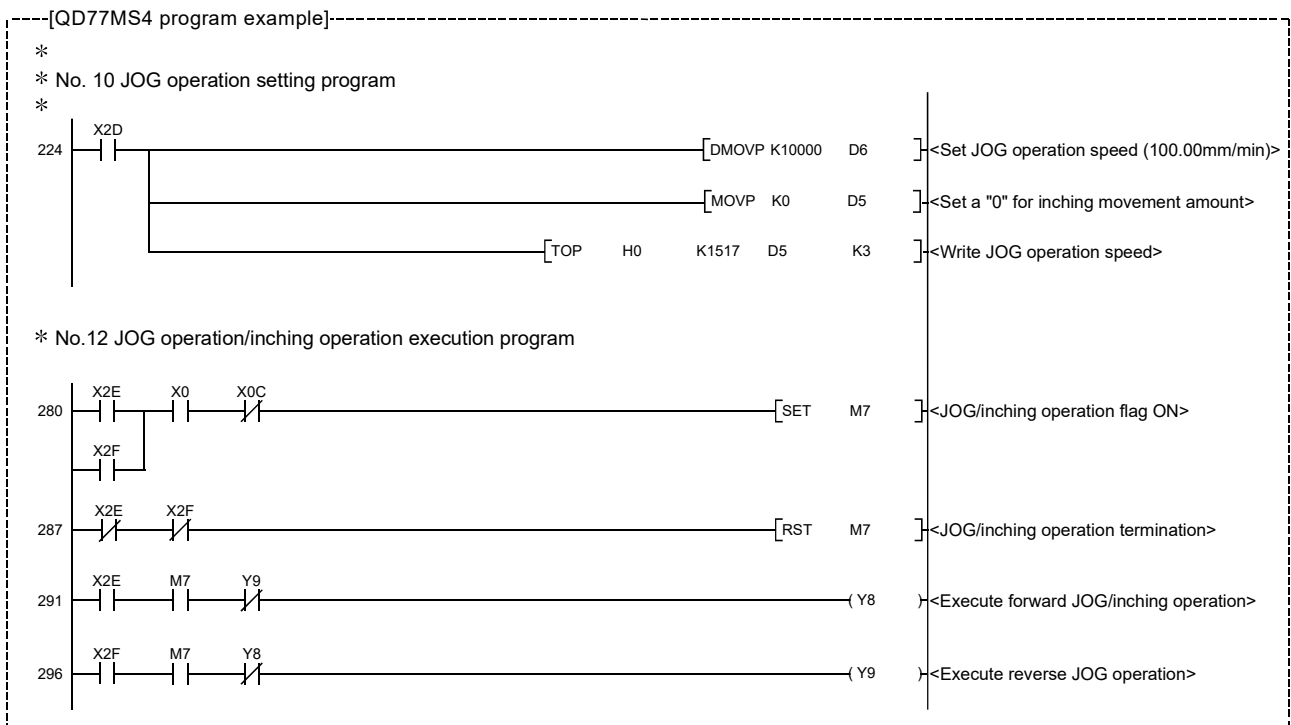 [QD77MS4 program example]
*
* No. 10 JOG operation setting program
*
X2D
224 [DMOVP K10000 D6 ] <Set JOG operation speed (100.00mm/min)>
[MOVP K0 D5 ] <Set a "0" for inching movement amount>
[TOP H0 K1517 D5 K3 ] <Write JOG operation speed>
* No.12 JOG operation/inching operation execution program
X2E X0 X0C
280 [SET M7 ] <JOG/inching operation flag ON>
X2F
X2E X2F
287 [RST M7 ] <JOG/inching operation termination>
X2E M7 Y9
291 ( Y8 ) <Execute forward JOG/inching operation>
X2F M7 Y8
296 ( Y9 ) <Execute reverse JOG operation>